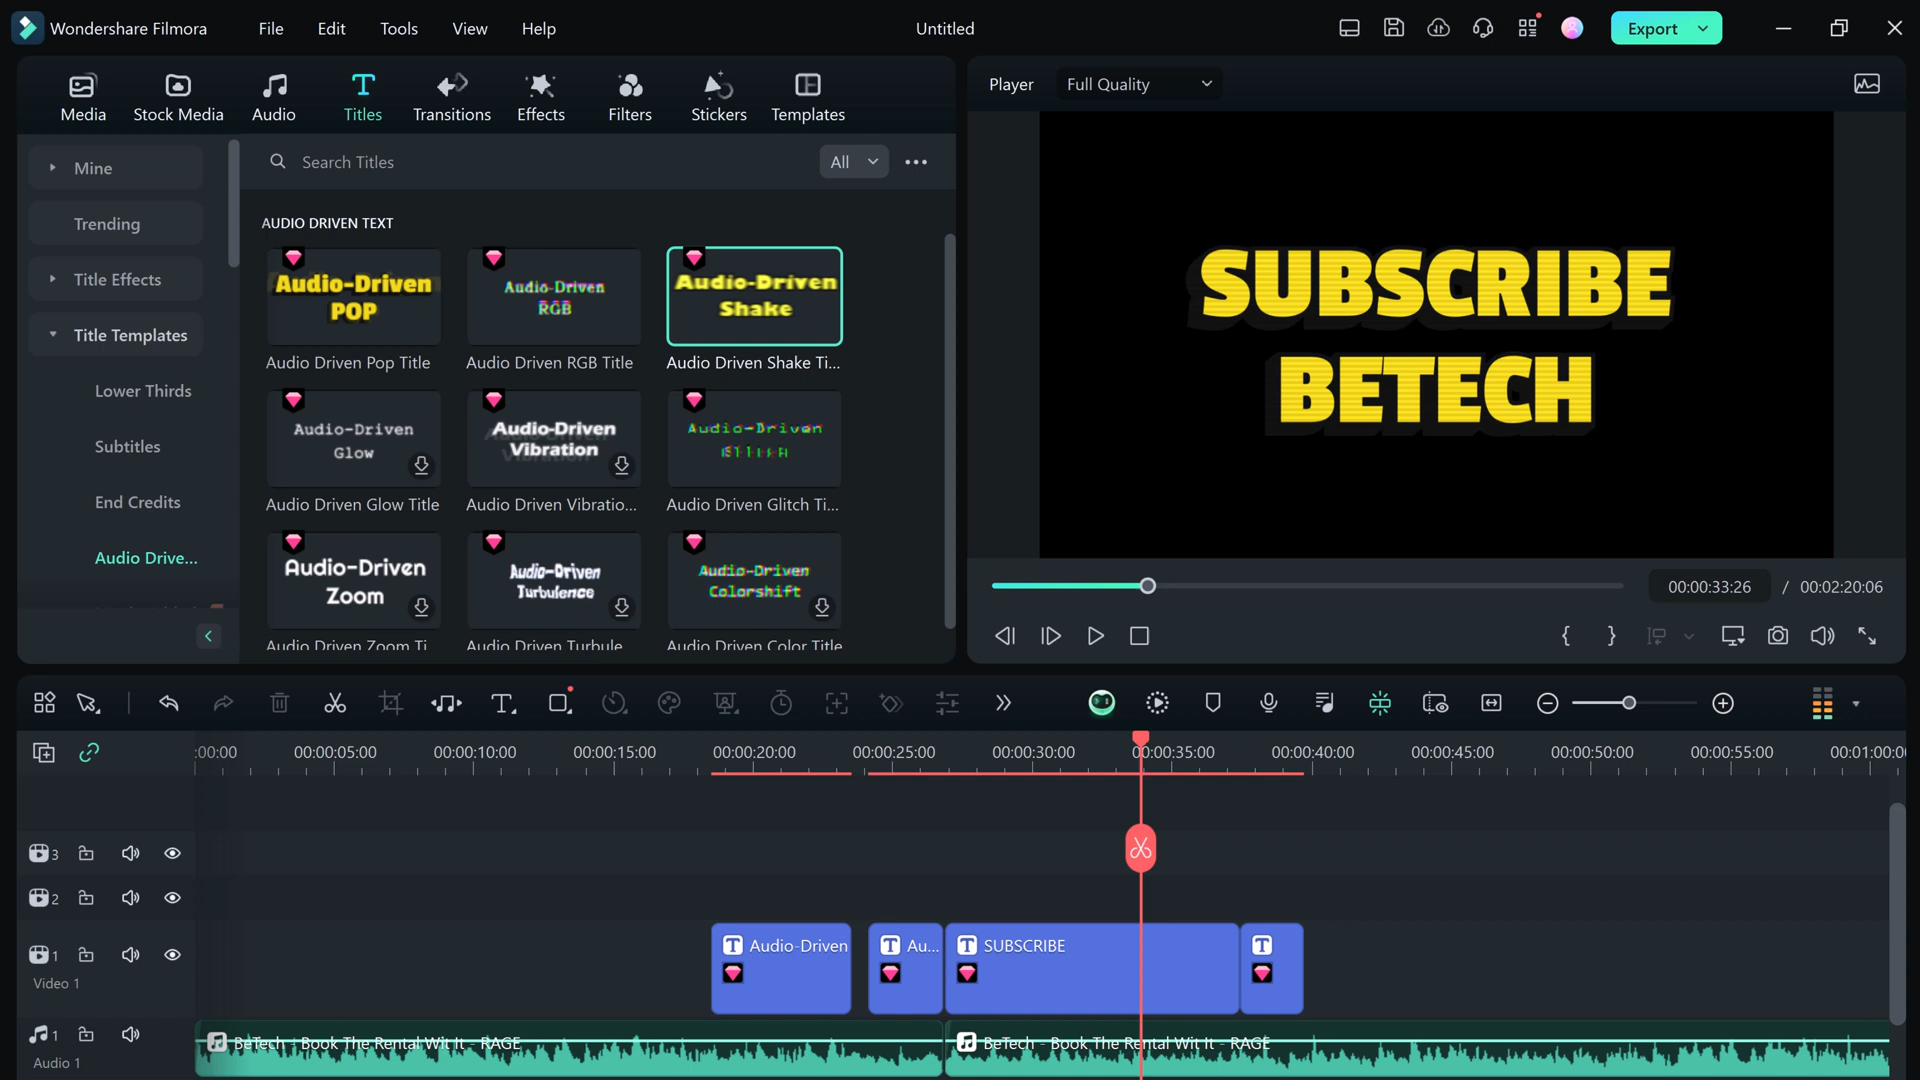 Wondershare Filmora
File
Edit
Tools
View
Help
Untitled
Export
Media
Stock Media
Audio
Titles
Transitions
Effects
Filters
Stickers
Templates
Player
Full Quality
Mine
Trending
Title Effects
Title Templates
Lower Thirds
Subtitles
End Credits
Audio Drive...
Search Titles
All
AUDIO DRIVEN TEXT
Audio-Driven
POP
Audio Driven Pop Title
Audio-Driven
RGB
Audio Driven RGB Title
Audio-Driven
Shake
Audio Driven Shake Ti...
Audio-Driven
Glow
Audio Driven Glow Title
Audio-Driven
Vibration
Audio Driven Vibratio...
Audio-Driven
Audio Driven Glitch Ti...
Audio-Driven
Zoom
Audio Driven Zoom Ti
Audio-Driven
Turbulence
Audio Driven Turbule
Audio-Driven
Colorshift
Audio Driven Color Title
SUBSCRIBE
BETECH
00:00:33:26 / 00:02:20:06
:00:00
00:00:05:00
00:00:10:00
00:00:15:00
00:00:20:00
00:00:25:00
00:00:30:00
00:00:35:00
00:00:40:00
00:00:45:00
00:00:50:00
00:00:55:00
00:01:00:0
3
2
1
Video 1
T Audio-Driven
T Au...
T SUBSCRIBE
T
1
Audio 1
BeTech - Book The Rental Wit It - RAGE
BeTech - Book The Rental Wit It - RAGE